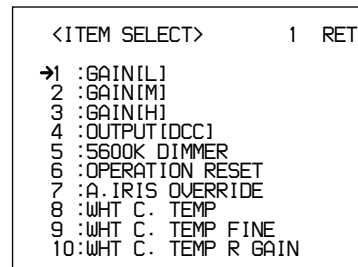 <ITEM SELECT> 1 RET
→1 :GAIN[L]
2 :GAIN[M]
3 :GAIN[H]
4 :OUTPUT[DCC]
5 :5600K DIMMER
6 :OPERATION RESET
7 :A.IRIS OVERRIDE
8 :WHT C. TEMP
9 :WHT C. TEMP FINE
10:WHT C. TEMP R GAIN